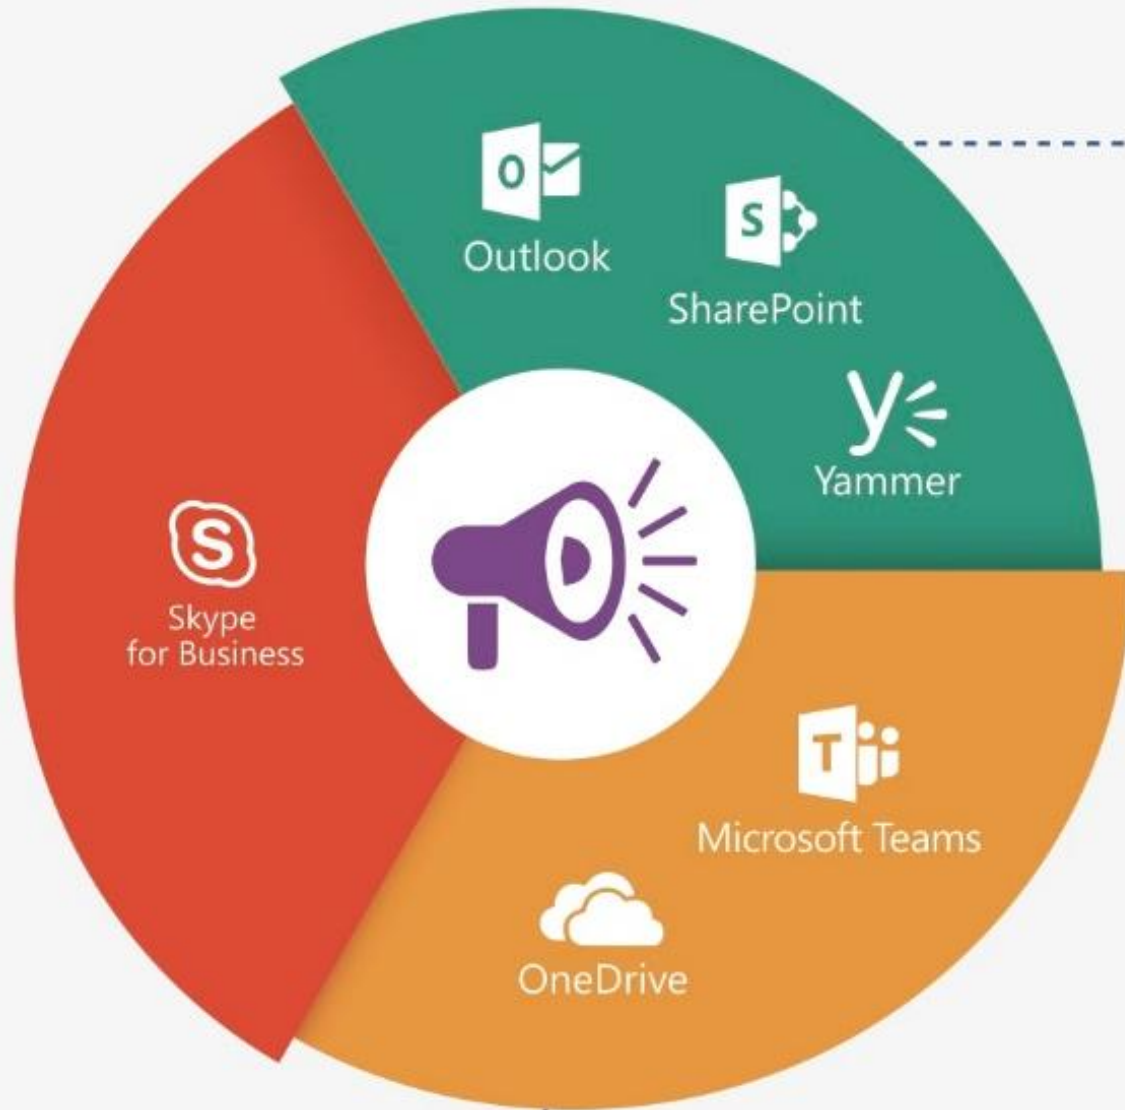 Outlook
SharePoint
Yammer
Skype
for Business
Microsoft Teams
OneDrive